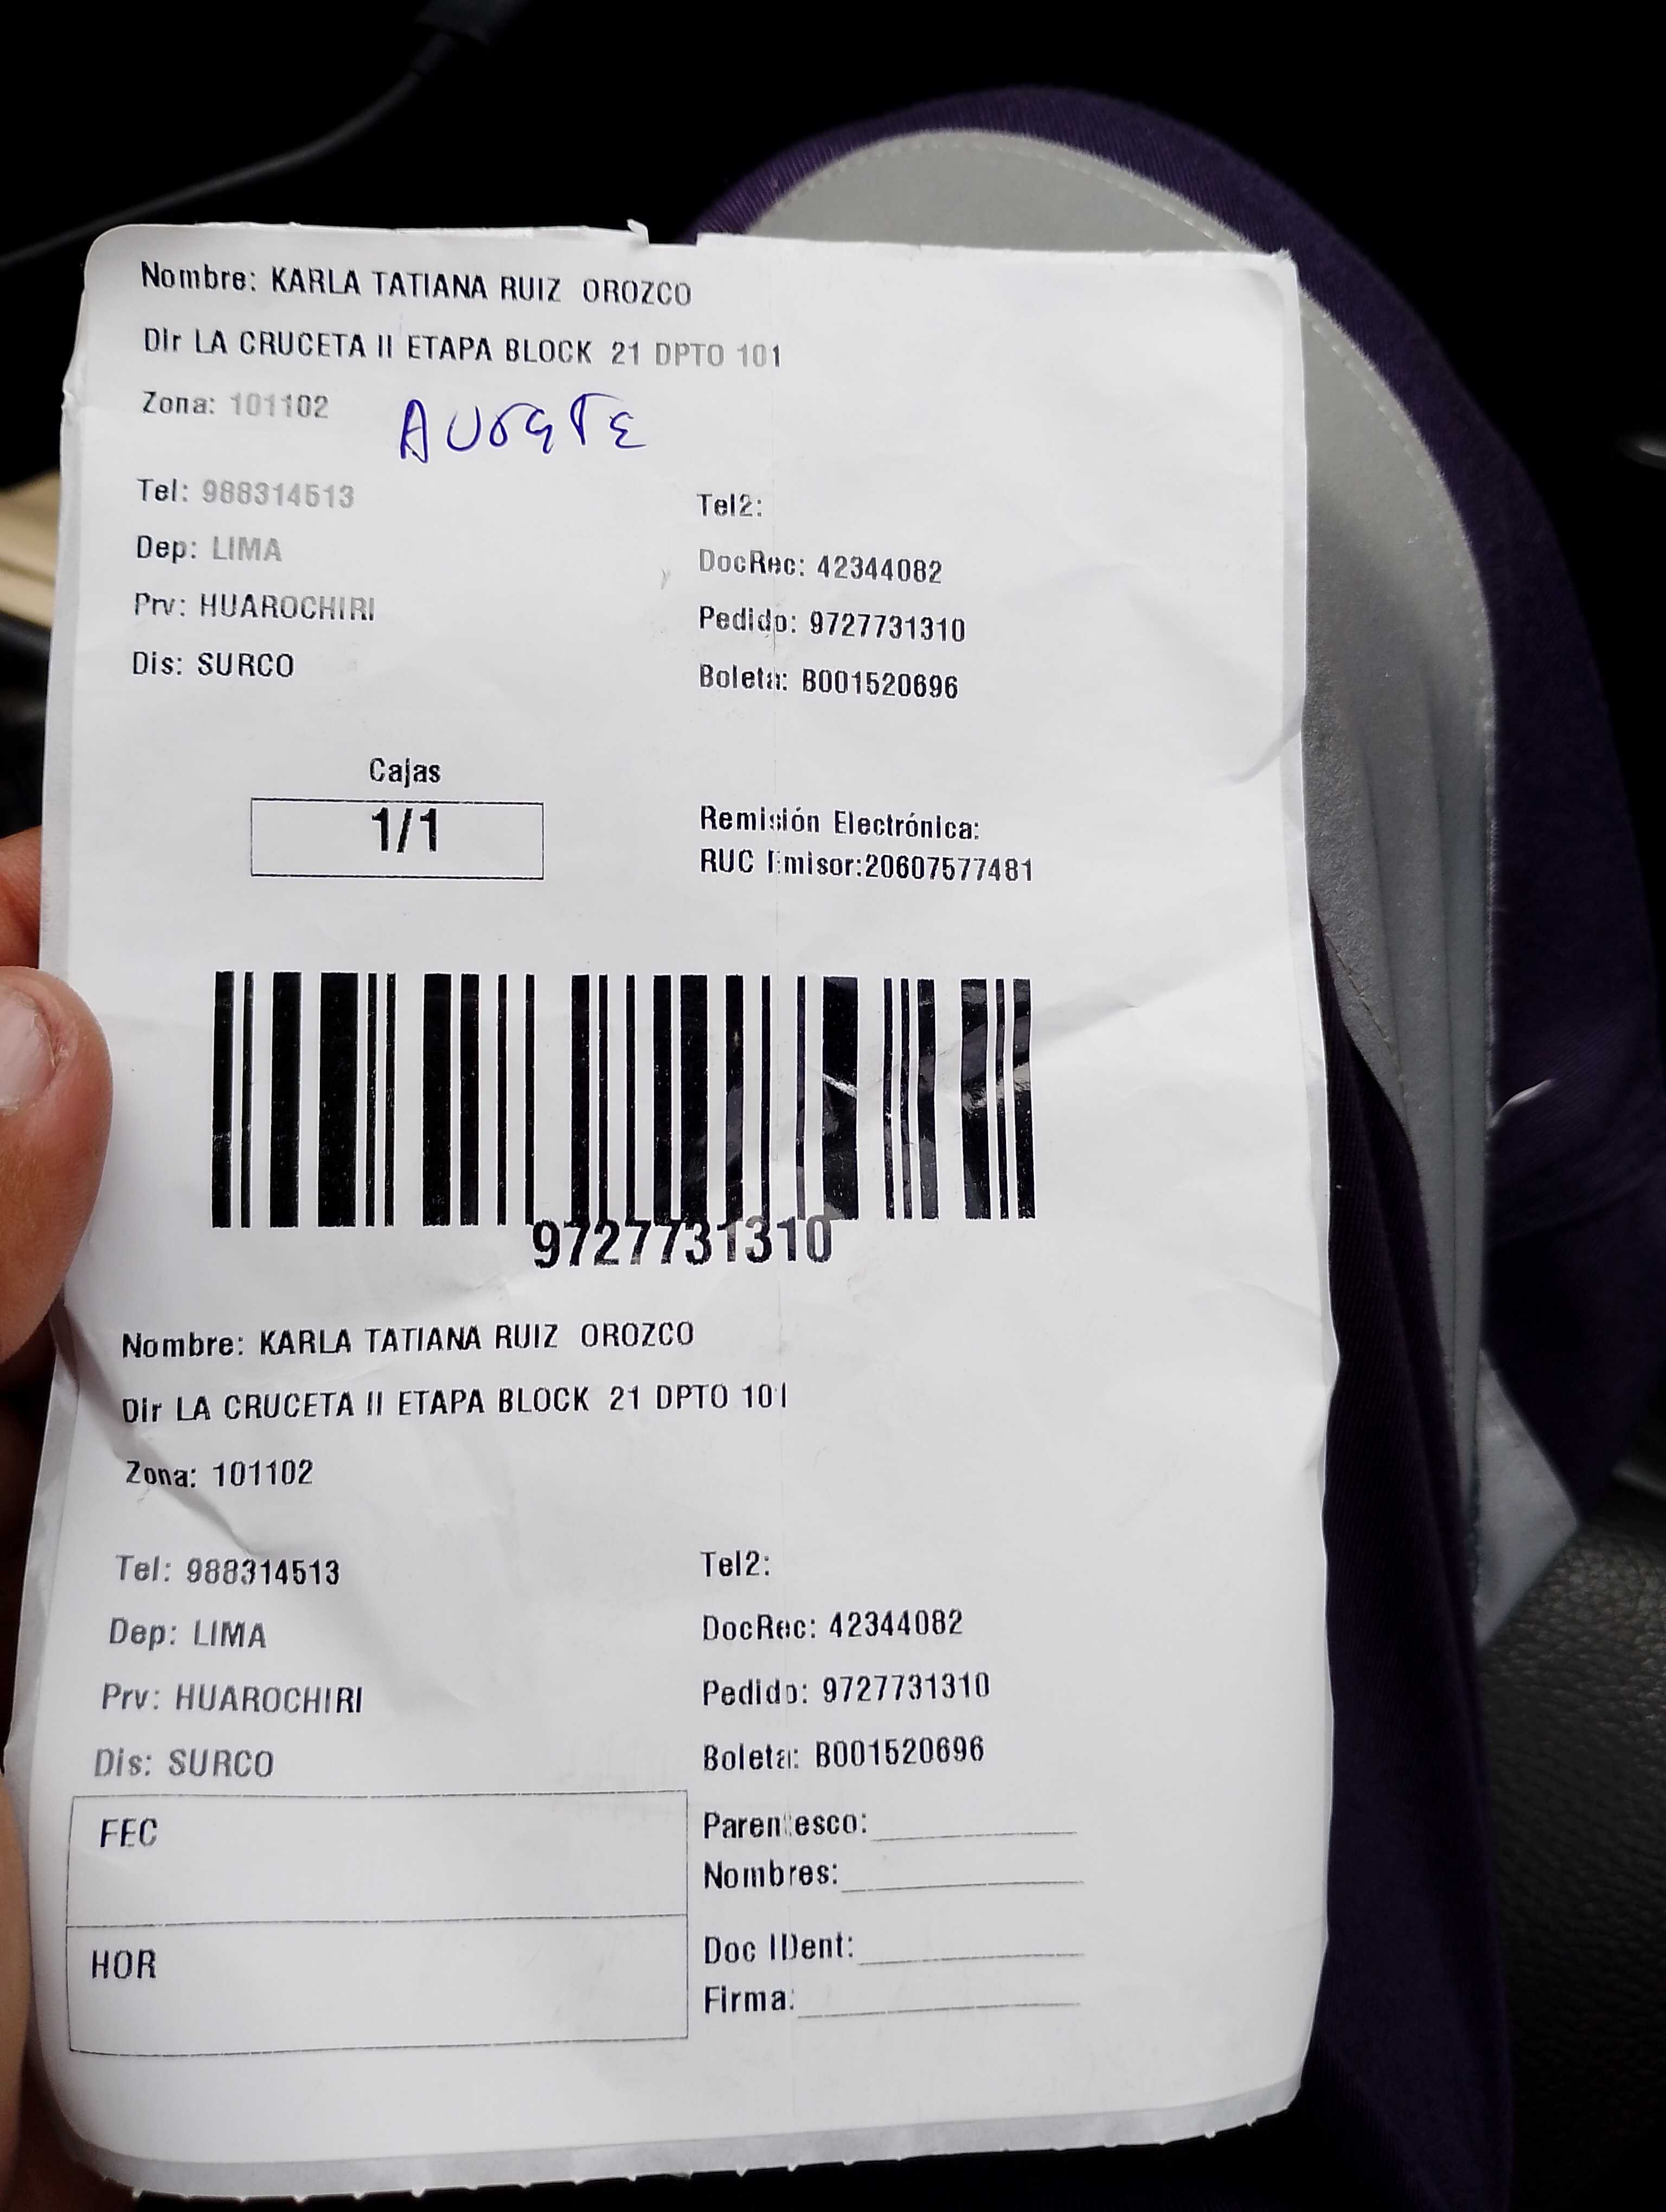 Nombre: KARLA TATIANA RUIZ OROZCO
Dir LA CRUCETA II ETAPA BLOCK 21 DPTO 101
Zona: 101102
Tel: 988314513
Tel2:
Dep: LIMA
DocRec: 42344082
Prv: HUAROCHIRI
Pedido: 9727731310
Dis: SURCO
Boleta: B001520696
Cajas
1/1
Remisión Electrónica:
RUC Emisor:20607577481
9727731310
Nombre: KARLA TATIANA RUIZ OROZCO
Dir LA CRUCETA II ETAPA BLOCK 21 DPTO 101
Zona: 101102
Tel: 988314513
Tel2:
Dep: LIMA
DocRec: 42344082
Prv: HUAROCHIRI
Pedido: 9727731310
Dis: SURCO
Boleta: B001520696
FEC
Parentesco:
Nombres:
HOR
Doc IDent:
Firma: